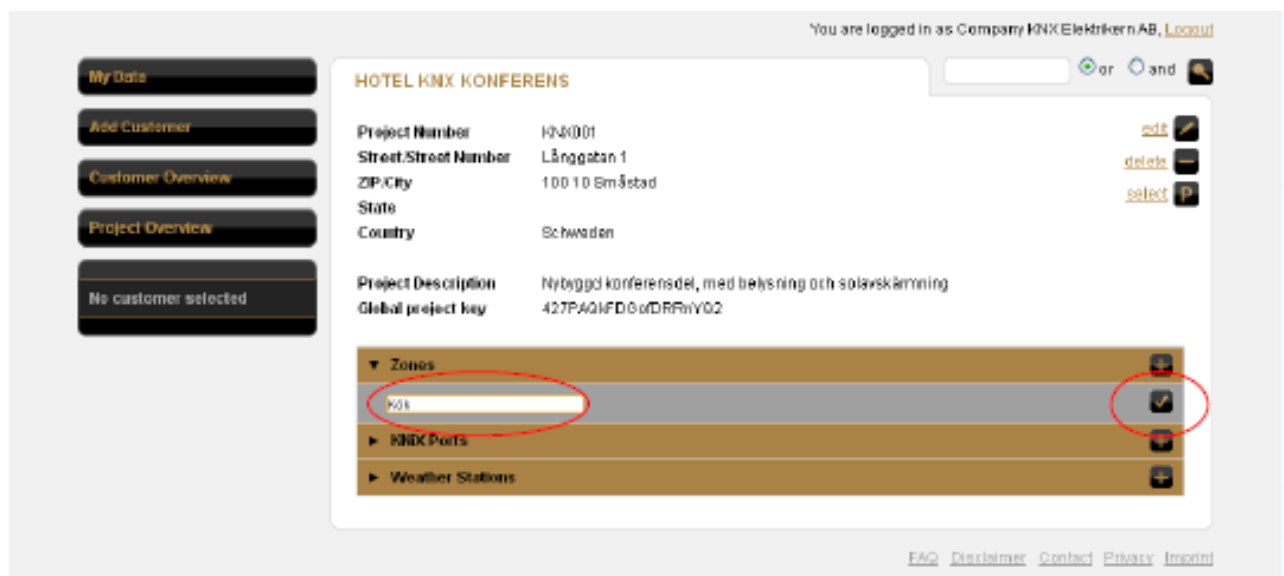 You are logged in as Company KNX Elektrikern AB, Logout
My Data
HOTEL KNX KONFERENS
or and
Add Customer
Customer Overview
Project Overview
No customer selected
Project Number KNX001
Street/Street Number Långgatan 1
ZIP/City 100 10 Småstad
State
Country Schweden
edit
delete
select P
Project Description Nybyggd konferensdel, med belysning och solavskärmning
Global project key
Zones
Kök
KNiX Ports
Weather Stations
FAQ Disclaimer Contact Privacy Imprint